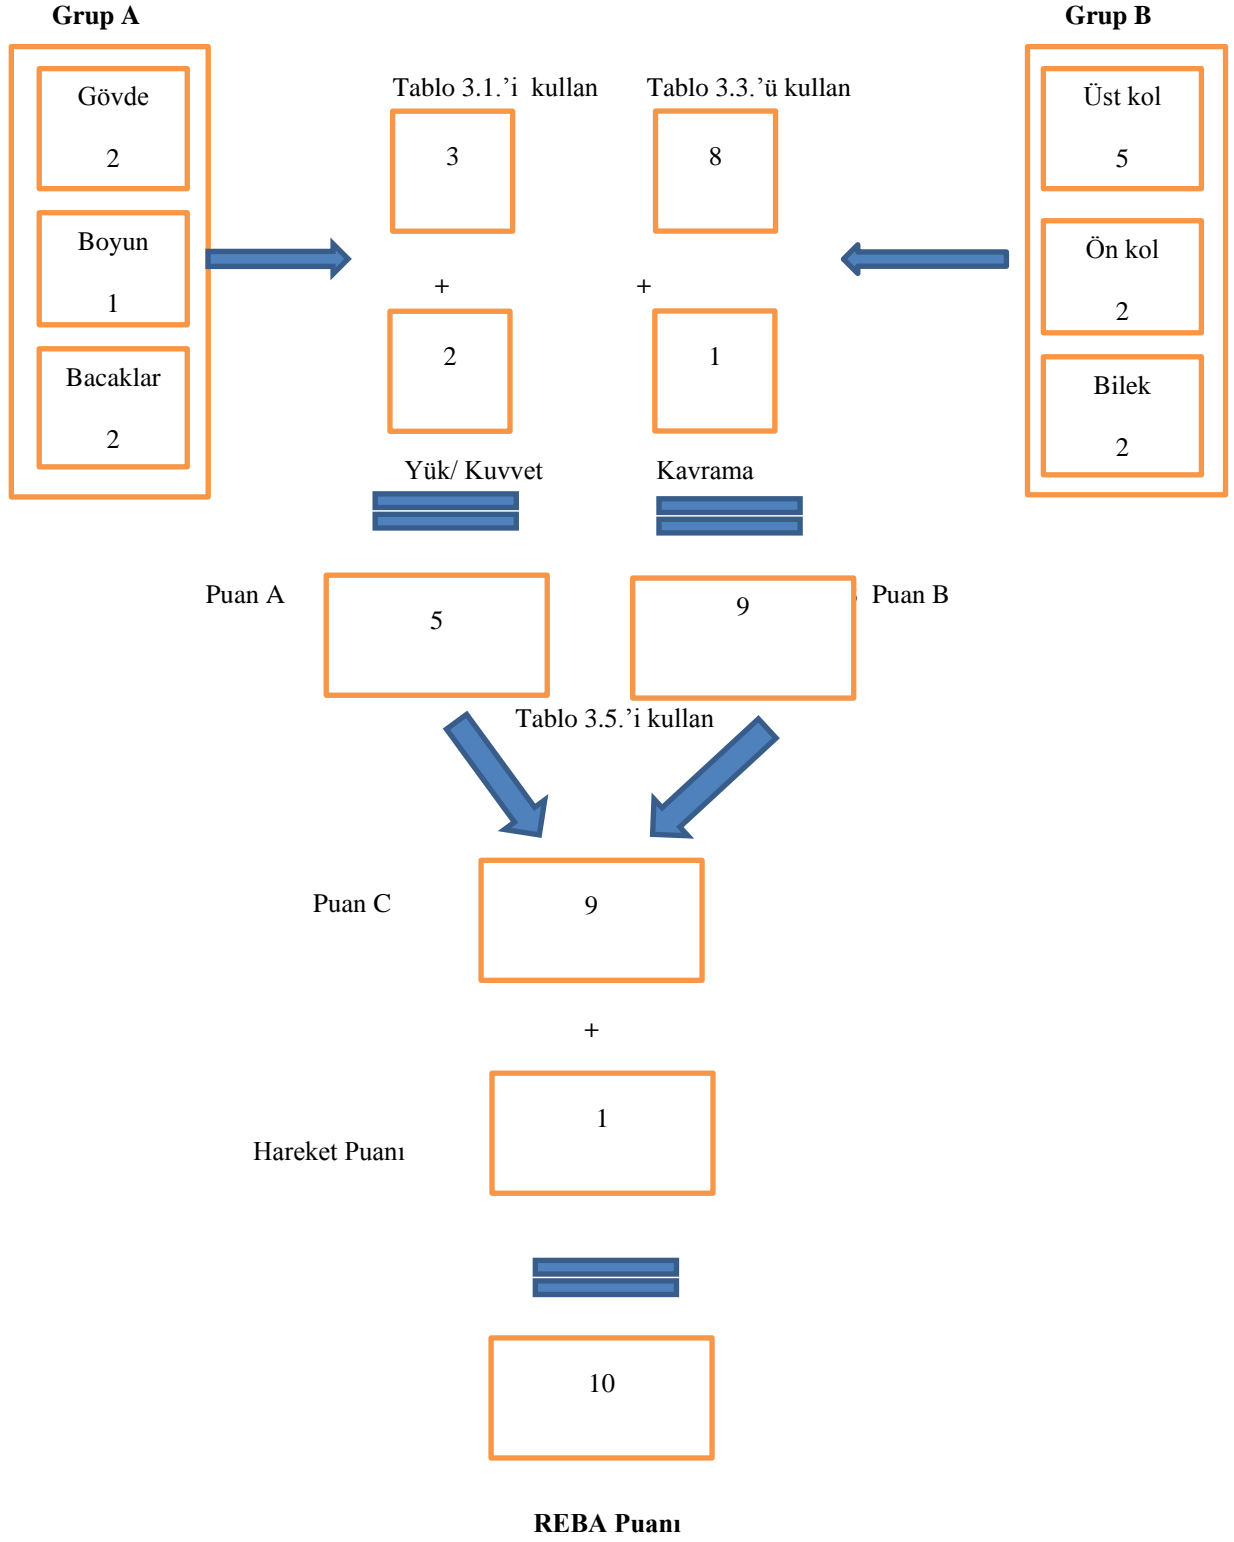 Grup A
Grup B
Gövde
2
Boyun
1
Bacaklar
2
Tablo 3.1.'i kullan
Tablo 3.3.'ü kullan
3
8
+
+
2
1
Yük/ Kuvvet
Kavrama
Üst kol
5
Ön kol
2
Bilek
2
Puan A
5
9
Puan B
Tablo 3.5.'i kullan
Puan C
9
+
1
Hareket Puanı
10
REBA Puanı